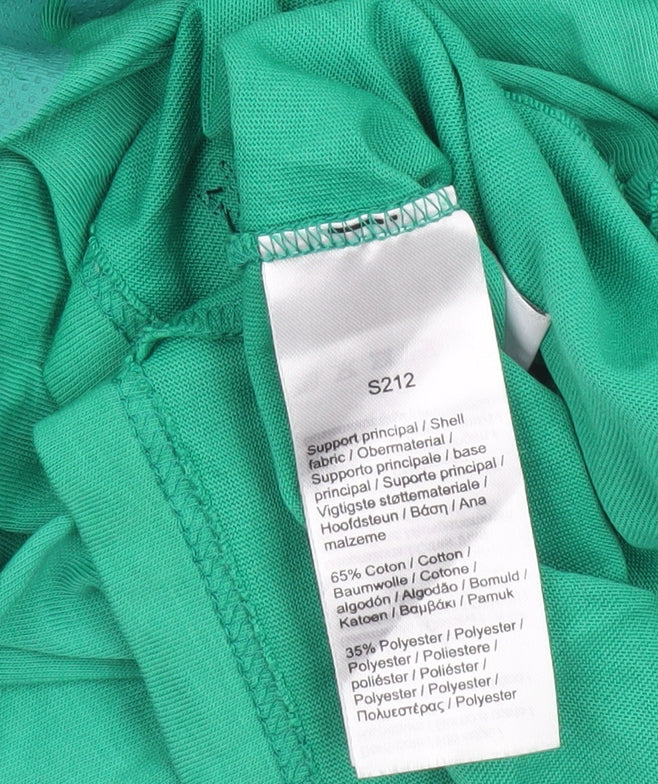 S212
Support principal / Shell
fabric / Obermaterial /
Supporto principale / base
principal / Suporte principal /
Vigtigste støttemateriale /
Hoofdsteun / Βάση / Ana
malzeme
65% Coton / Cotton /
Baumwolle / Cotone /
algodón / Algodão / Bomuld /
Katoen / Βαμβάκι / Pamuk
35% Polyester / Polyester /
Polyester / Poliestere /
poliéster / Poliéster /
Polyester / Polyester /
Πολυεστέρας / Polyester